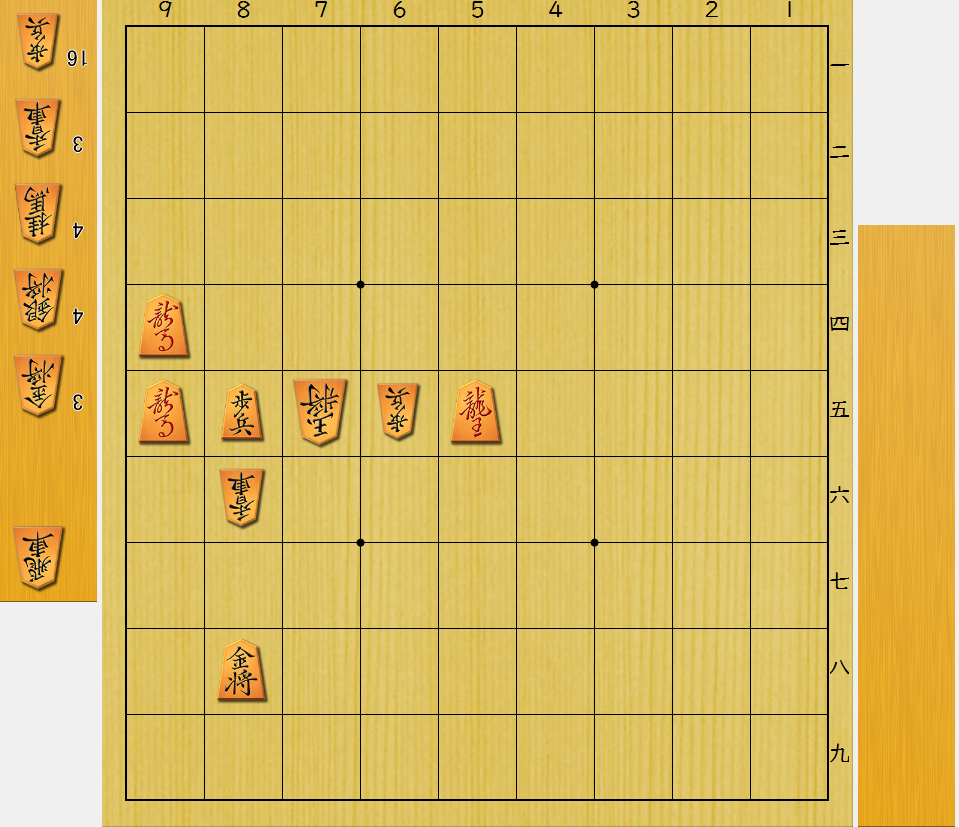 9 8 7 6 5 4 3 2 1
歩兵 16
香車 3
桂馬 4
銀将 4
金将 3
飛車
一
二
三
龍馬 四
龍馬 歩兵 玉将 歩兵 龍王 五
香車 六
七
金将 八
九